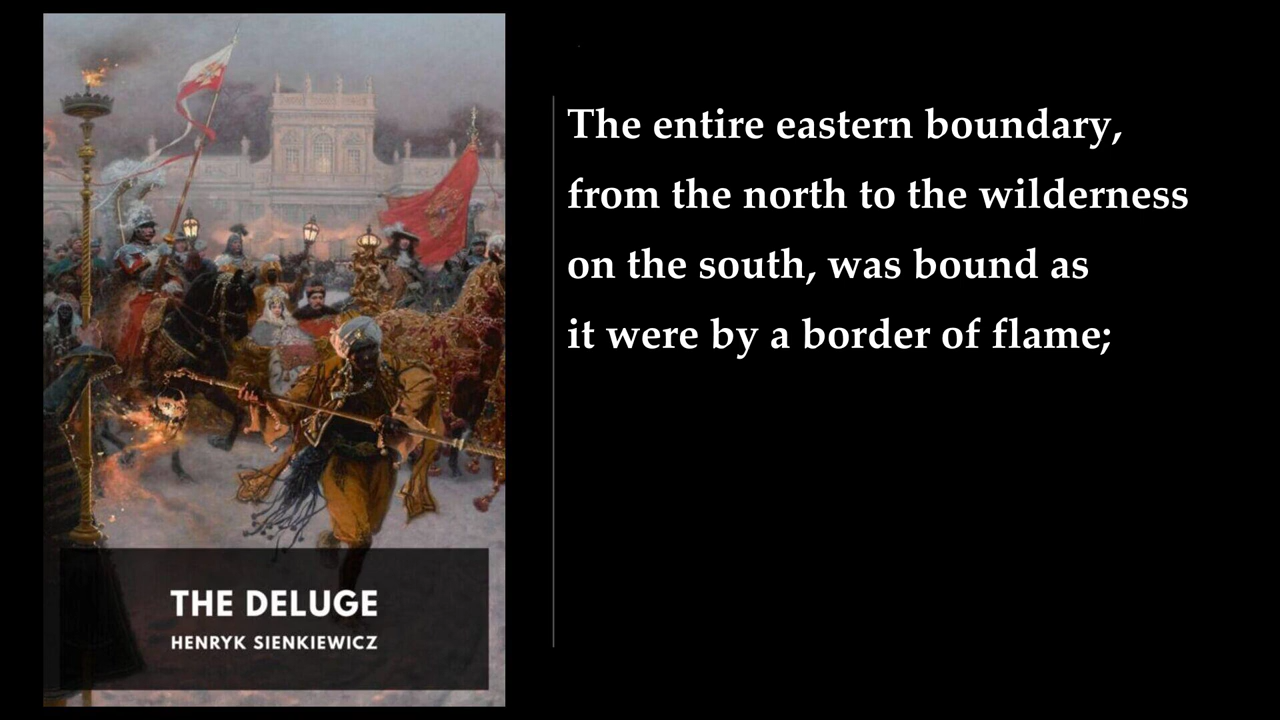 The entire eastern boundary,
from the north to the wilderness
on the south, was bound as
it were by a border of flame;
THE DELUGE
HENRYK SIENKIEWICZ